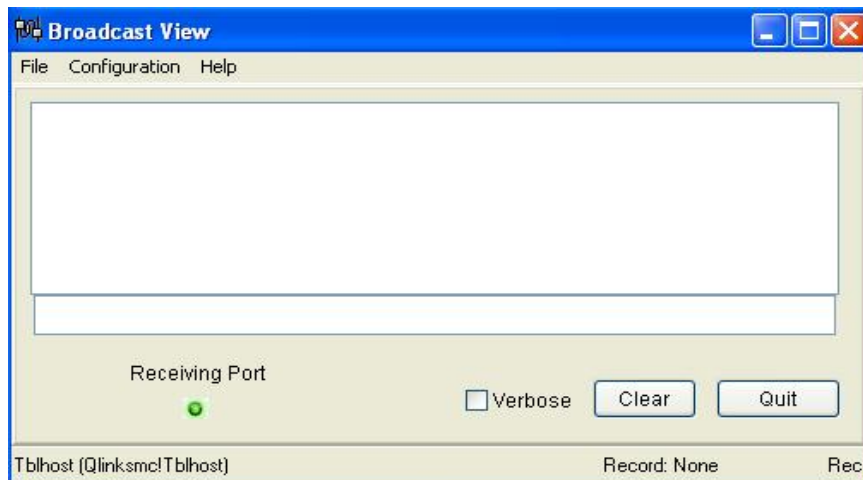 Broadcast View
File Configuration Help
Receiving Port
Verbose Clear Quit
Tblhost (Qlinksmc!Tblhost) Record: None Rec